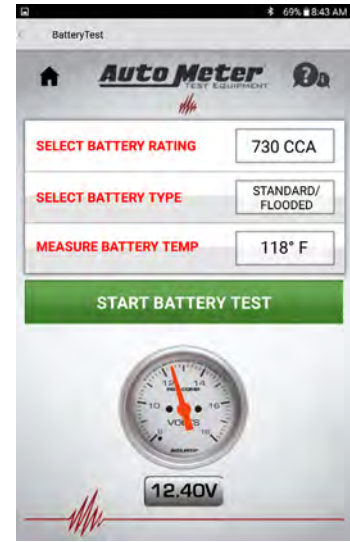 69% 8:43 AM
BatteryTest
Auto Meter
TEST EQUIPMENT
SELECT BATTERY RATING
730 CCA
SELECT BATTERY TYPE
STANDARD/
FLOODED
MEASURE BATTERY TEMP
118° F
START BATTERY TEST
12 14
10 16
VOLTS
8 18
12.40V